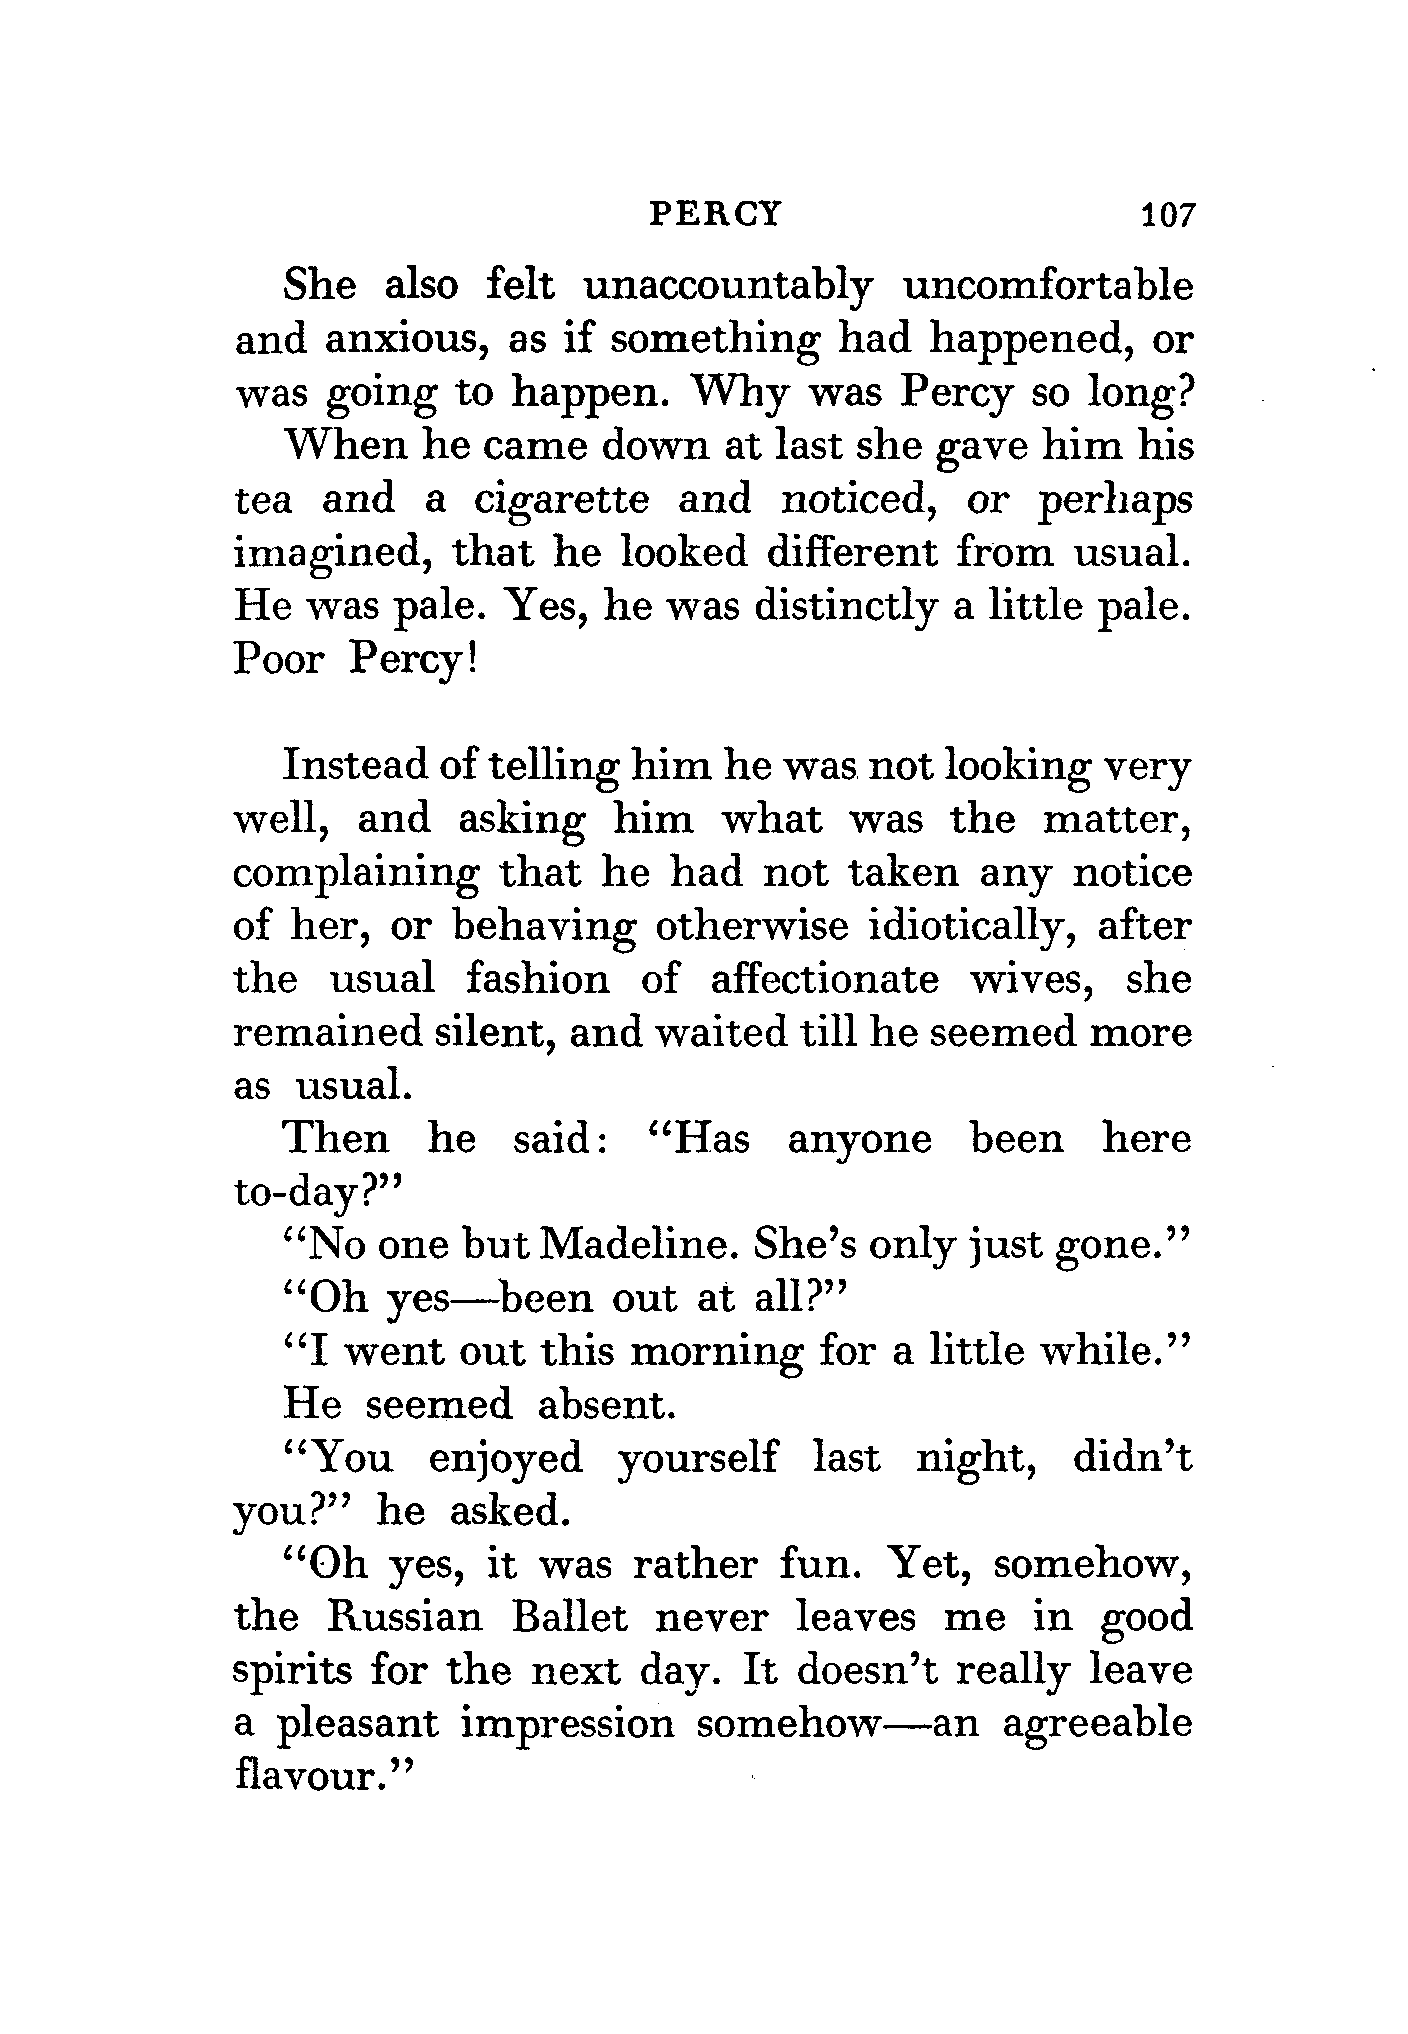 PERCY 107
She also felt unaccountably uncomfortable
and anxious, as if something had happened, or
was going to happen. Why was Percy so long?
When he came down at last she gave him his
tea and a cigarette and noticed, or perhaps
imagined, that he looked different from usual.
He was pale. Yes, he was distinctly a little pale.
Poor Percy!
Instead of telling him he was not looking very
well, and asking him what was the matter,
complaining that he had not taken any notice
of her, or behaving otherwise idiotically, after
the usual fashion of affectionate wives, she
remained silent, and waited till he seemed more
as usual.
Then he said: “Has anyone been here
to-day?”
“No one but Madeline. She’s only just gone.”
“Oh yes—been out at all?”
“I went out this morning for a little while.”
He seemed absent.
“You enjoyed yourself last night, didn’t
you?” he asked.
“Oh yes, it was rather fun. Yet, somehow,
the Russian Ballet never leaves me in good
spirits for the next day. It doesn’t really leave
a pleasant impression somehow—an agreeable
flavour.”